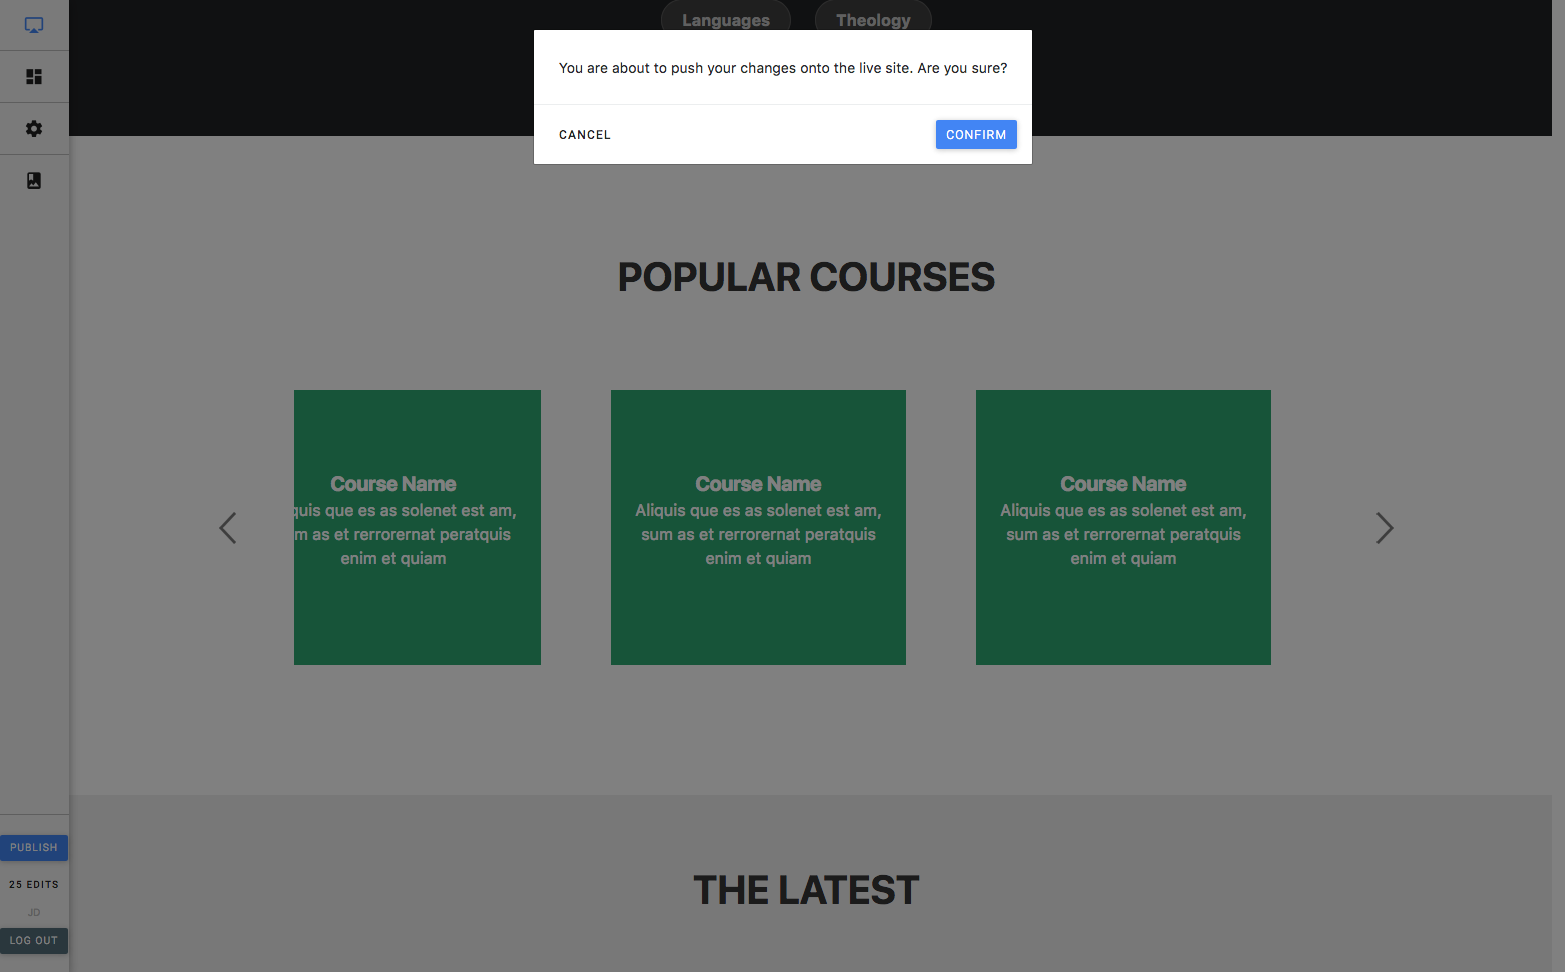 Languages
Theology
You are about to push your changes onto the live site. Are you sure?
CANCEL
CONFIRM
POPULAR COURSES
Course Name
quis que es as solenet est am,
m as et rerrorernat peratquis
enim et quiam
Course Name
Aliquis que es as solenet est am,
sum as et rerrorernat peratquis
enim et quiam
Course Name
Aliquis que es as solenet est am,
sum as et rerrorernat peratquis
enim et quiam
PUBLISH
25 EDITS
JD
LOG OUT
THE LATEST